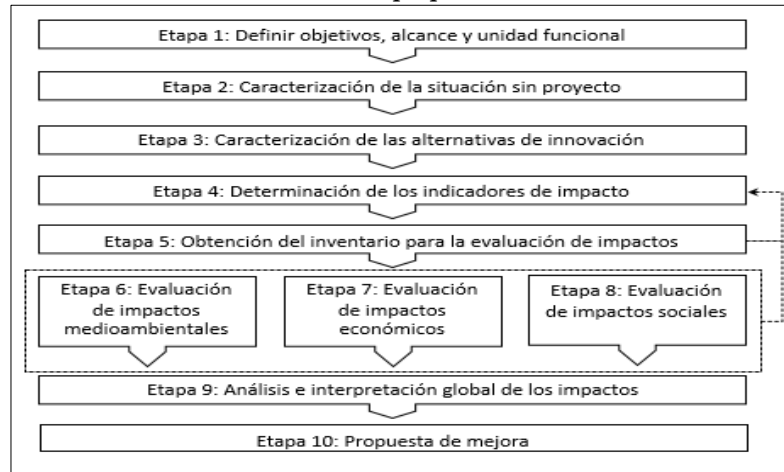 Etapa 1: Definir objetivos, alcance y unidad funcional
Etapa 2: Caracterización de la situación sin proyecto
Etapa 3: Caracterización de las alternativas de innovación
Etapa 4: Determinación de los indicadores de impacto
Etapa 5: Obtención del inventario para la evaluación de impactos
Etapa 6: Evaluación
de impactos
medioambientales
Etapa 7: Evaluación
de impactos
económicos
Etapa 8: Evaluación
de impactos sociales
Etapa 9: Análisis e interpretación global de los impactos
Etapa 10: Propuesta de mejora